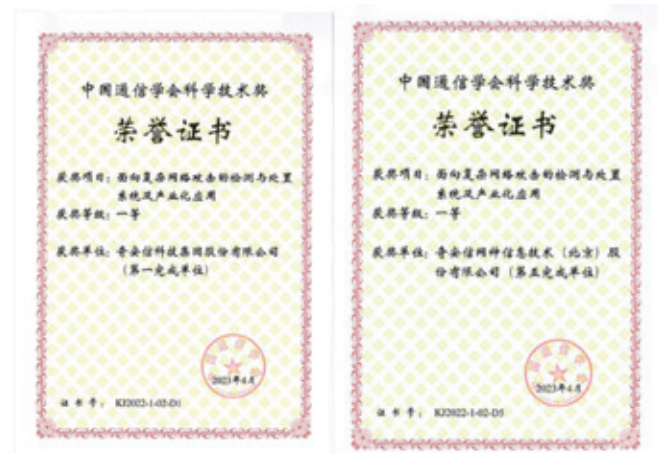 中国通信学会科学技术奖
荣誉证书
获奖项目：面向复杂网络攻击的检测与处置
系统及产业化应用
获奖等级：一等
获奖单位：奇安信科技集团股份有限公司
（第一完成单位）
2023年4月
证书号：KJ2022-1-02-D1
中国通信学会科学技术奖
荣誉证书
获奖项目：面向复杂网络攻击的检测与处置
系统及产业化应用
获奖等级：一等
获奖单位：奇安信网神信息技术（北京）股
份有限公司（第五完成单位）
2023年4月
证书号：KJ2022-1-02-D5